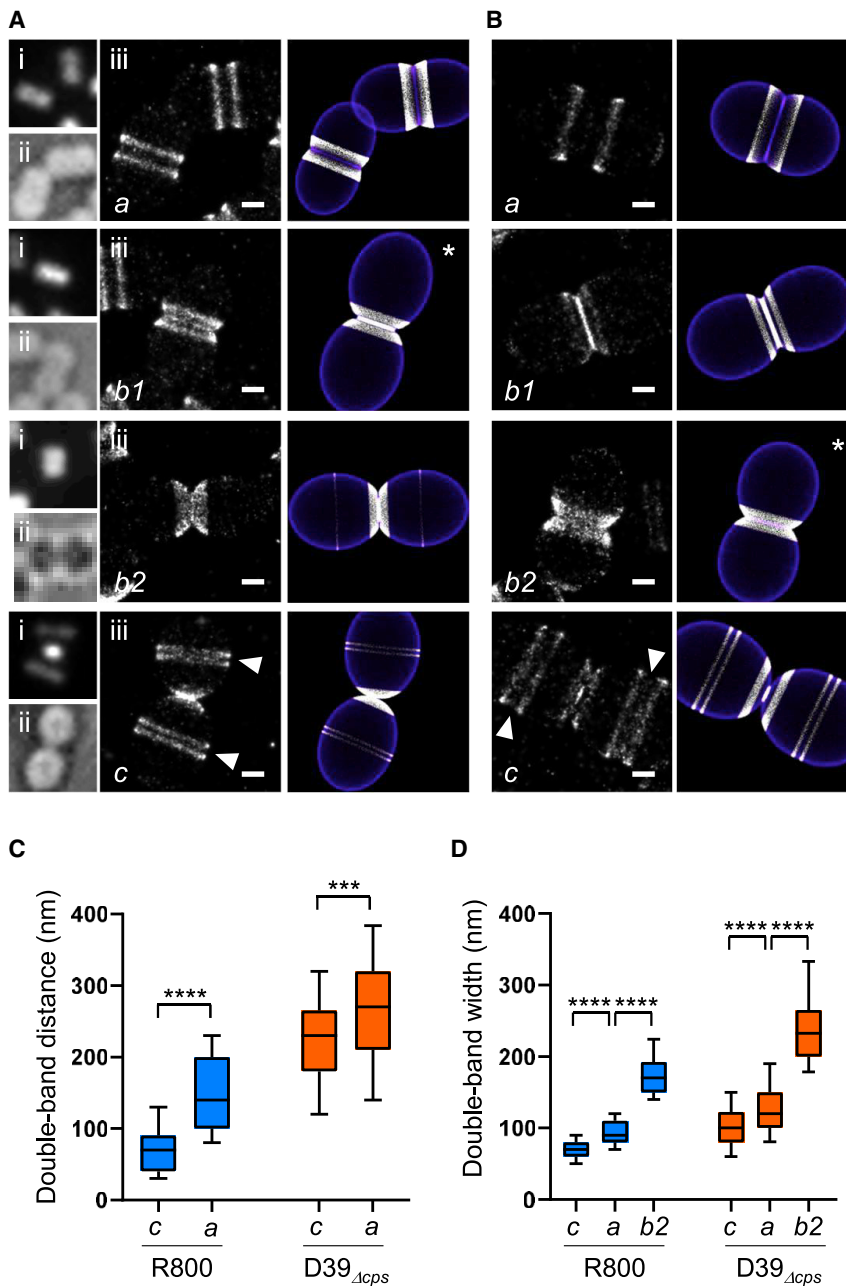 A
B
i
iii
ii
a
a
i
iii
*
ii
b1
b1
i
iii
*
ii
b2
b2
i
iii
ii
c
c
C
D
Double-band distance (nm)
400
300
200
100
0
****
***
c
a
c
a
R800
D39Δcps
Double-band width (nm)
400
300
200
100
0
****
****
****
****
c
a
b2
c
a
b2
R800
D39Δcps